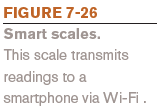 FIGURE 7-26
Smart scales.
This scale transmits
readings to a
smartphone via Wi-Fi .